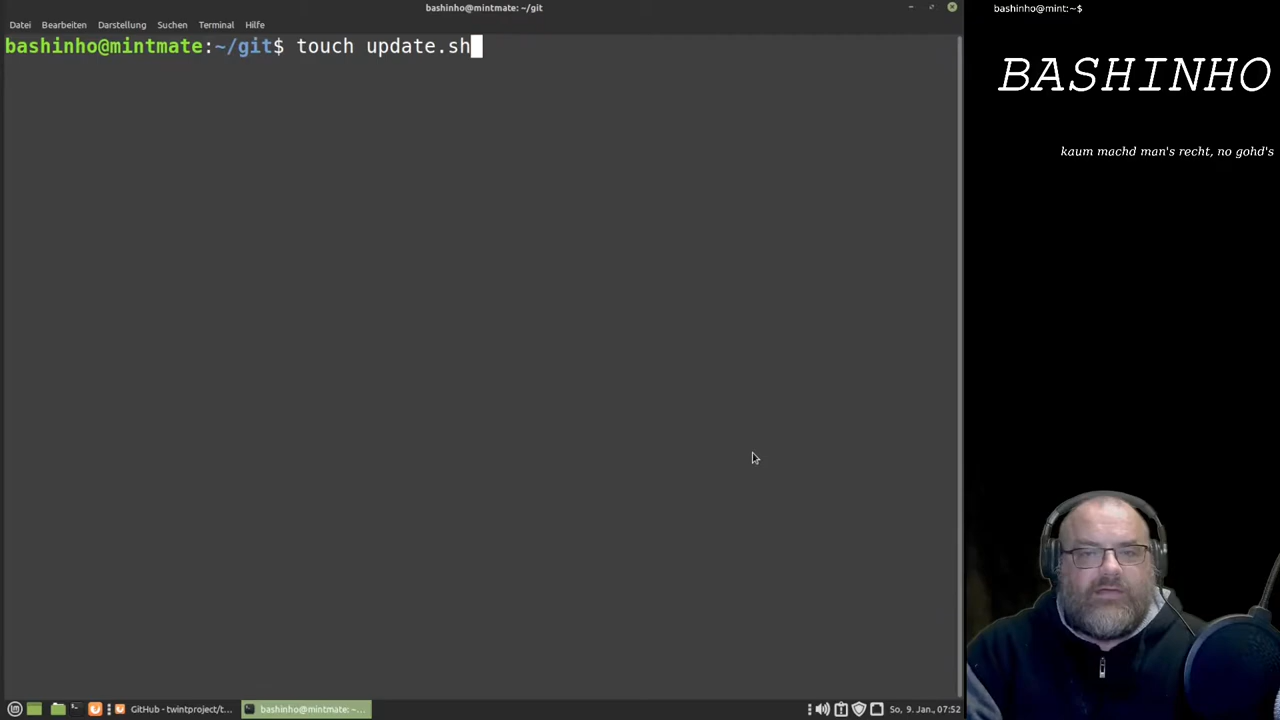 bashinho@mintmate: ~/git
Datei Bearbeiten Darstellung Suchen Terminal Hilfe
bashinho@mintmate:~/git$ touch update.sh
bashinho@mint:~$
BASHINHO
kaum machd man's recht, no gohd's
GitHub - twintproject/t...
bashinho@mintmate: ~...
So, 9. Jan., 07:52